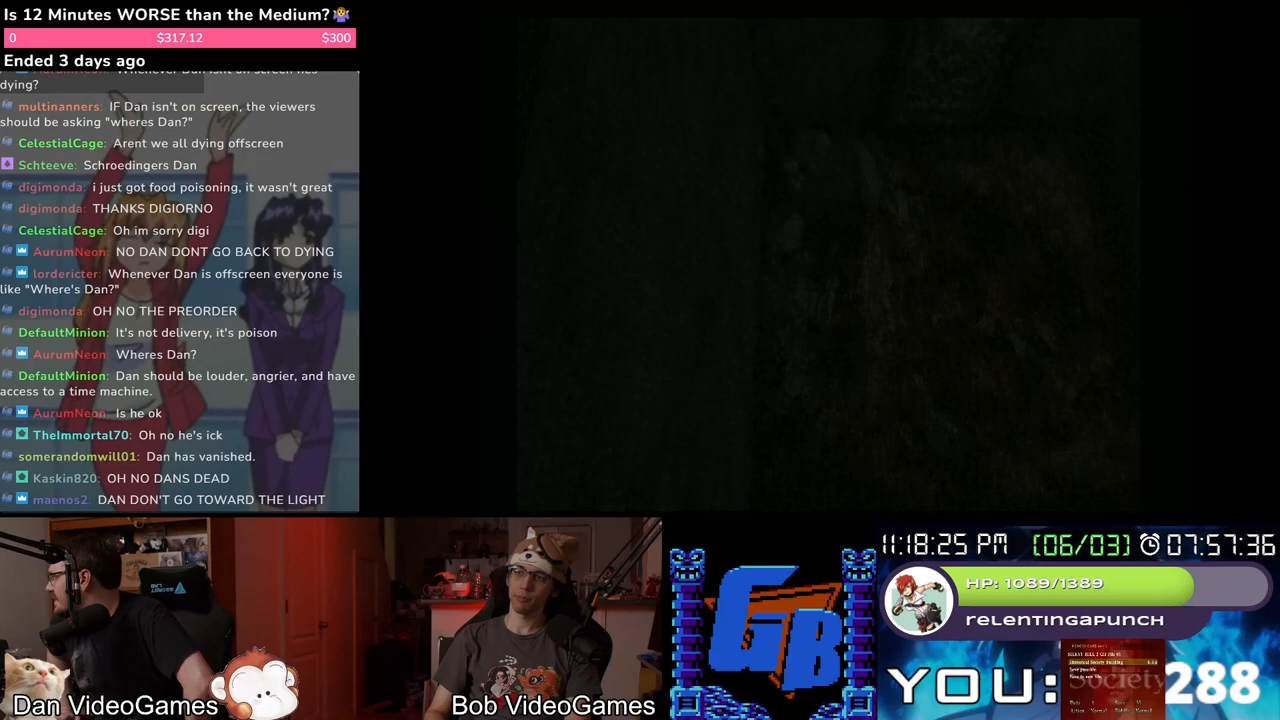 Is 12 Minutes WORSE than the Medium?🤷
0 $317.12 $300
Ended 3 days ago
dying?
multinanners: IF Dan isn't on screen, the viewers
should be asking "wheres Dan?"
CelestialCage: Arent we all dying offscreen
Schteeve: Schroedingers Dan
digimonda: i just got food poisoning, it wasn't great
digimonda: THANKS DIGIORNO
CelestialCage: Oh im sorry digi
AurumNeon: NO DAN DONT GO BACK TO DYING
lordericter: Whenever Dan is offscreen everyone is
like "Where's Dan?"
digimonda: OH NO THE PREORDER
DefaultMinion: It's not delivery, it's poison
AurumNeon: Wheres Dan?
DefaultMinion: Dan should be louder, angrier, and have
access to a time machine.
AurumNeon: Is he ok
TheImmortal70: Oh no he's ick
somerandomwill01: Dan has vanished.
Kaskin820: OH NO DANS DEAD
maenos2: DAN DON'T GO TOWARD THE LIGHT
Dan VideoGames
Bob VideoGames
GB
11:18:25 PM [06/03] 07:57:36
HP: 1089/1389
relentingapunch
YOU: 288
Society